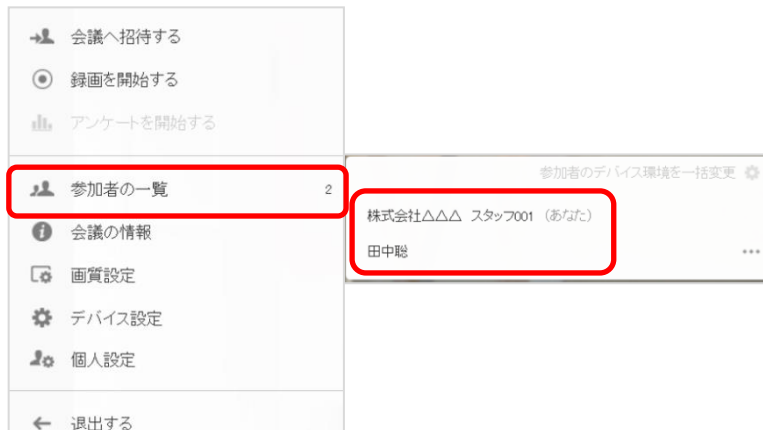 会議へ招待する
録画を開始する
アンケートを開始する
参加者の一覧 2
会議の情報
画質設定
デバイス設定
個人設定
退出する
参加者のデバイス環境を一括変更
株式会社△△△ スタッフ001 （あなた）
田中聡